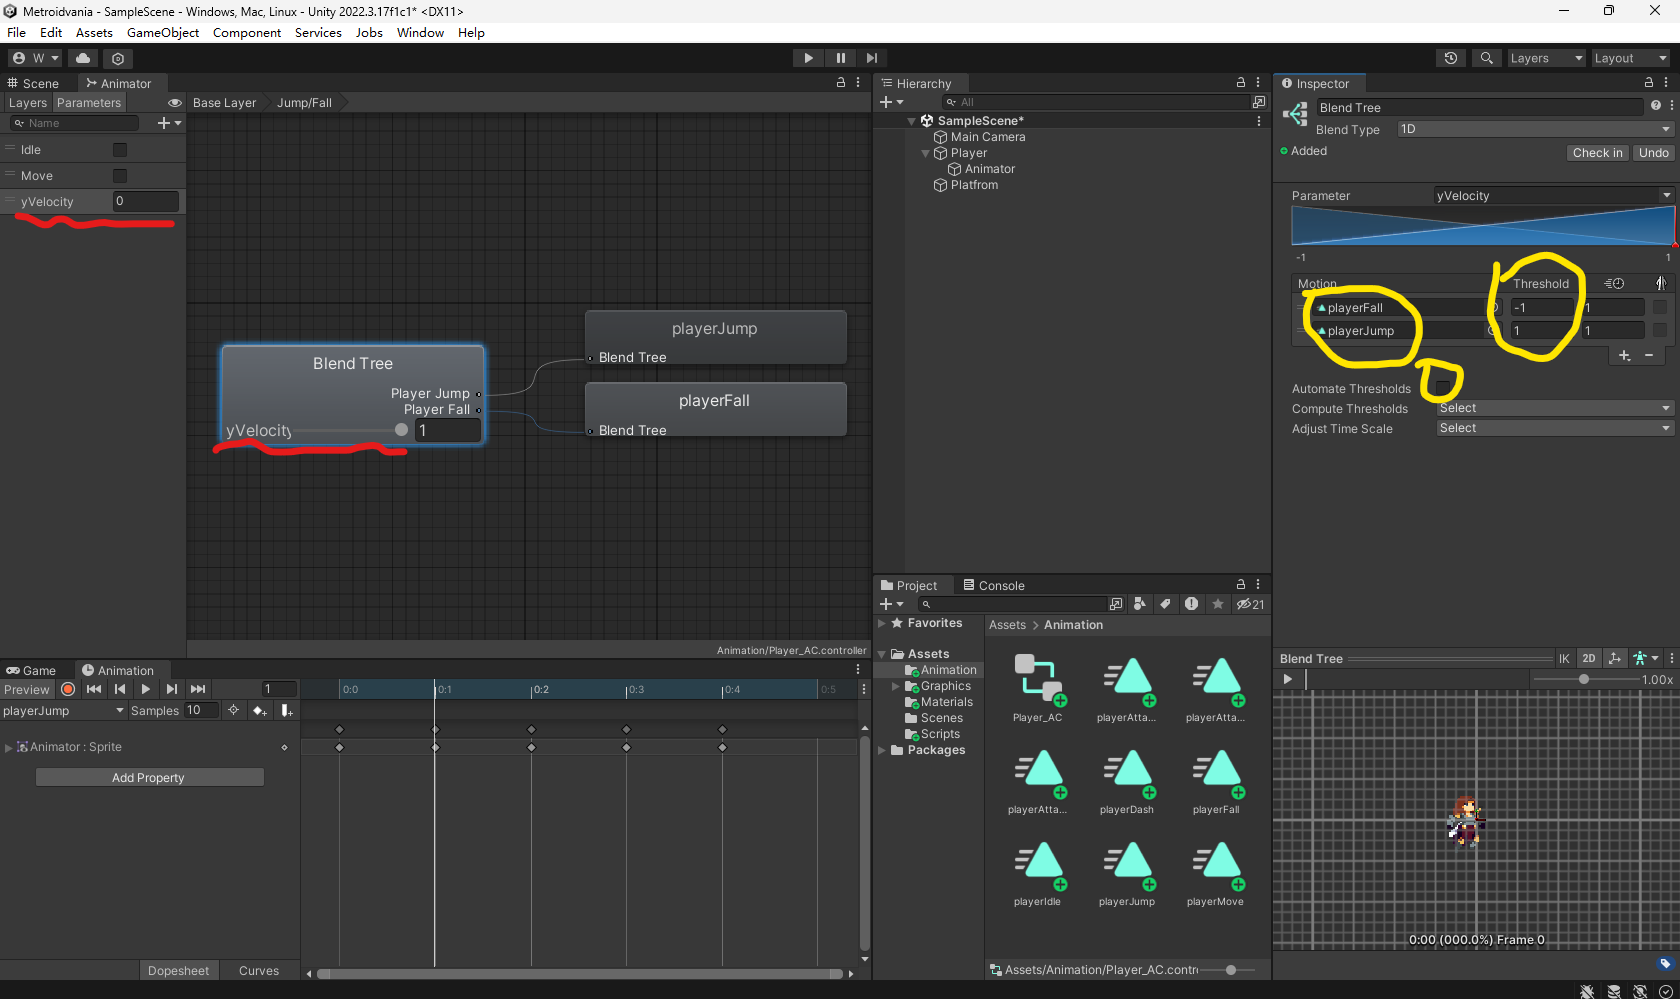 Metroidvania - SampleScene - Windows, Mac, Linux - Unity 2022.3.17f1c1* <DX11>
File Edit Assets GameObject Component Services Jobs Window Help
W
Layers
Layout
Scene
Animator
Layers Parameters
Base Layer
Jump/Fall
Name
Idle
Move
yVelocity 0
Blend Tree
Player Jump
Player Fall
yVelocity 1
playerJump
Blend Tree
playerFall
Blend Tree
Animation/Player_AC.controller
Hierarchy
All
SampleScene*
Main Camera
Player
Animator
Platfrom
Inspector
Blend Tree
Blend Type 1D
Added
Check in Undo
Parameter yVelocity
-1 1
Motion Threshold
playerFall -1 1
playerJump 1 1
Automate Thresholds
Compute Thresholds Select
Adjust Time Scale Select
Game
Animation
Preview 1
0:0 0:1 0:2 0:3 0:4 0:5
playerJump Samples 10
Animator : Sprite
Add Property
Dopesheet Curves
Project
Console
21
Favorites
Assets
Animation
Graphics
Materials
Scenes
Scripts
Packages
Assets > Animation
Player_AC playerAtta... playerAtta...
playerAtta... playerDash playerFall
playerIdle playerJump playerMove
Assets/Animation/Player_AC.contro
Blend Tree
IK 2D
1.00x
0:00 (000.0%) Frame 0